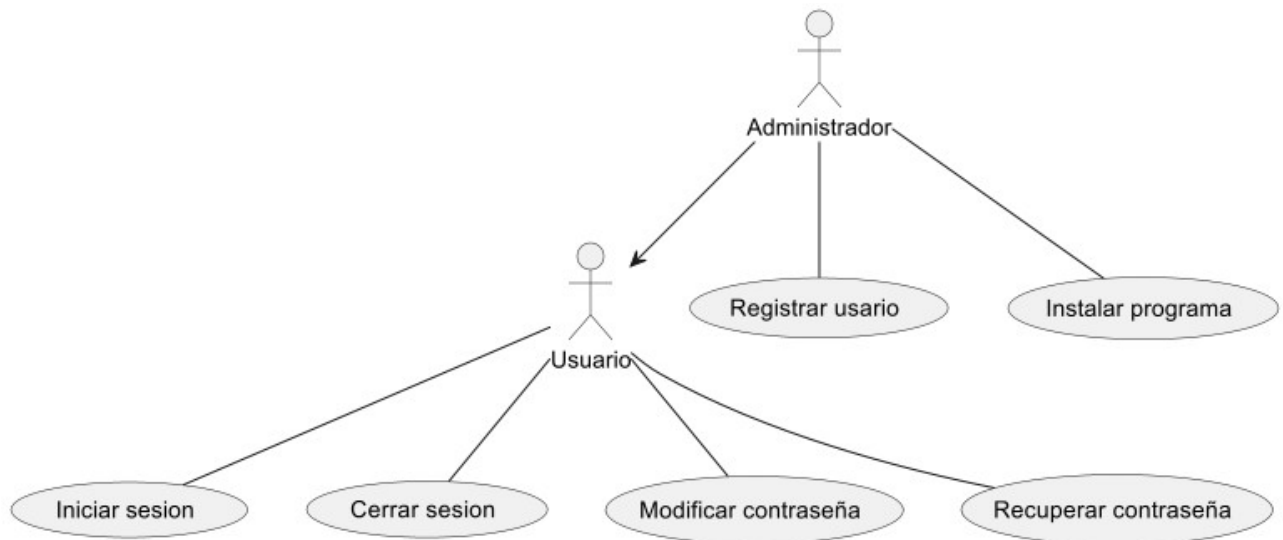 Administrador
Registrar usario
Instalar programa
Usuario
Iniciar sesion
Cerrar sesion
Modificar contraseña
Recuperar contraseña